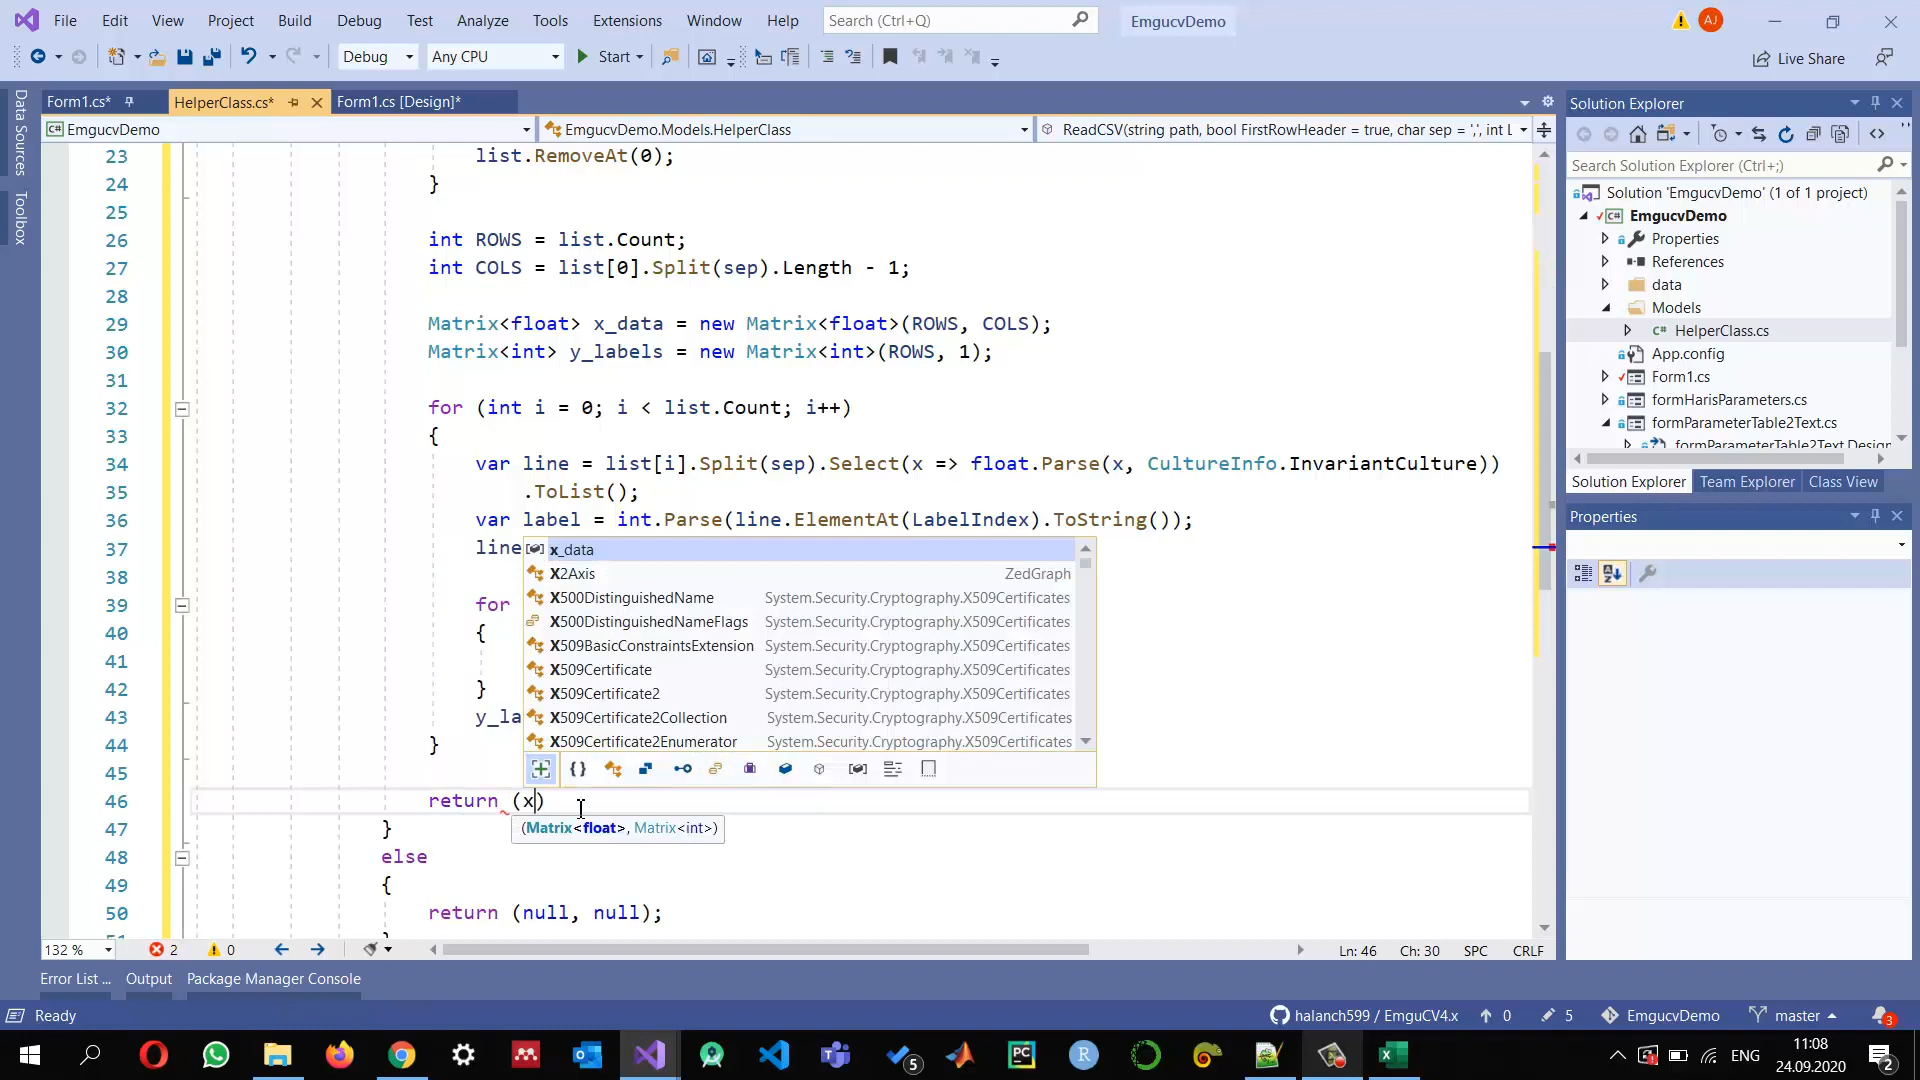 File Edit View Project Build Debug Test Analyze Tools Extensions Window Help Search (Ctrl+Q) EmgucvDemo AJ
Debug Any CPU Start Live Share
Data Sources
Toolbox
Form1.cs* HelperClass.cs* Form1.cs [Design]*
C# EmgucvDemo EmgucvDemo.Models.HelperClass ReadCSV(string path, bool FirstRowHeader = true, char sep = ',', int L
23 list.RemoveAt(0);
24 }
25
26 int ROWS = list.Count;
27 int COLS = list[0].Split(sep).Length - 1;
28
29 Matrix<float> x_data = new Matrix<float>(ROWS, COLS);
30 Matrix<int> y_labels = new Matrix<int>(ROWS, 1);
31
32 for (int i = 0; i < list.Count; i++)
33 {
34 var line = list[i].Split(sep).Select(x => float.Parse(x, CultureInfo.InvariantCulture))
35 .ToList();
36 var label = int.Parse(line.ElementAt(LabelIndex).ToString());
37 line
38
39 for
40 {
41
42 }
43 y_la
44 }
45
46 return (x)
47 }
48 else
49 {
50 return (null, null);
x_data
X2Axis ZedGraph
X500DistinguishedName System.Security.Cryptography.X509Certificates
X500DistinguishedNameFlags System.Security.Cryptography.X509Certificates
X509BasicConstraintsExtension System.Security.Cryptography.X509Certificates
X509Certificate System.Security.Cryptography.X509Certificates
X509Certificate2 System.Security.Cryptography.X509Certificates
X509Certificate2Collection System.Security.Cryptography.X509Certificates
X509Certificate2Enumerator System.Security.Cryptography.X509Certificates
(Matrix<float>, Matrix<int>)
132 % 2 0 Ln: 46 Ch: 30 SPC CRLF
Error List ... Output Package Manager Console
Solution Explorer
Search Solution Explorer (Ctrl+;)
Solution 'EmgucvDemo' (1 of 1 project)
C# EmgucvDemo
Properties
References
data
Models
C# HelperClass.cs
App.config
Form1.cs
formHarisParameters.cs
formParameterTable2Text.cs
formParameterTable2Text.Design
Solution Explorer Team Explorer Class View
Properties
Ready halanch599 / EmguCV4.x 0 5 EmgucvDemo master 3
5 PC R ENG 11:08
24.09.2020 2